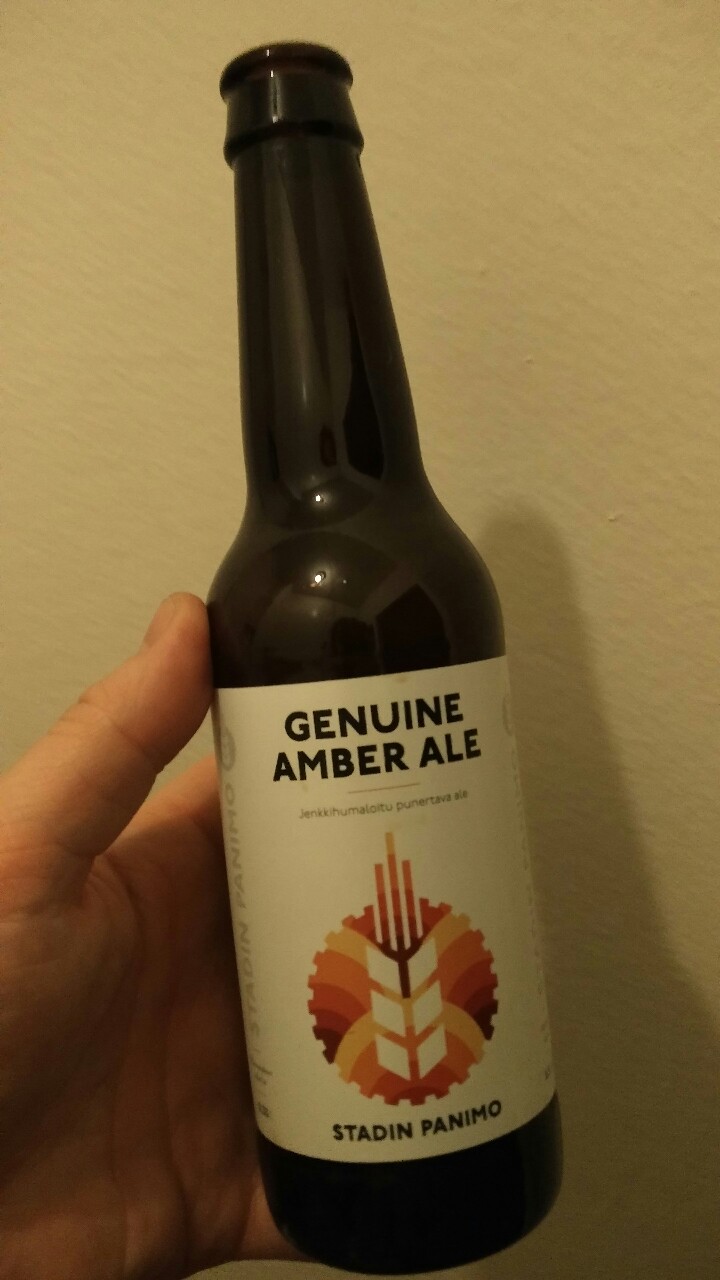 GENUINE
AMBER ALE
Jenkkihumaloitu punertava ale
STADIN PANIMO
STADIN PANIMO